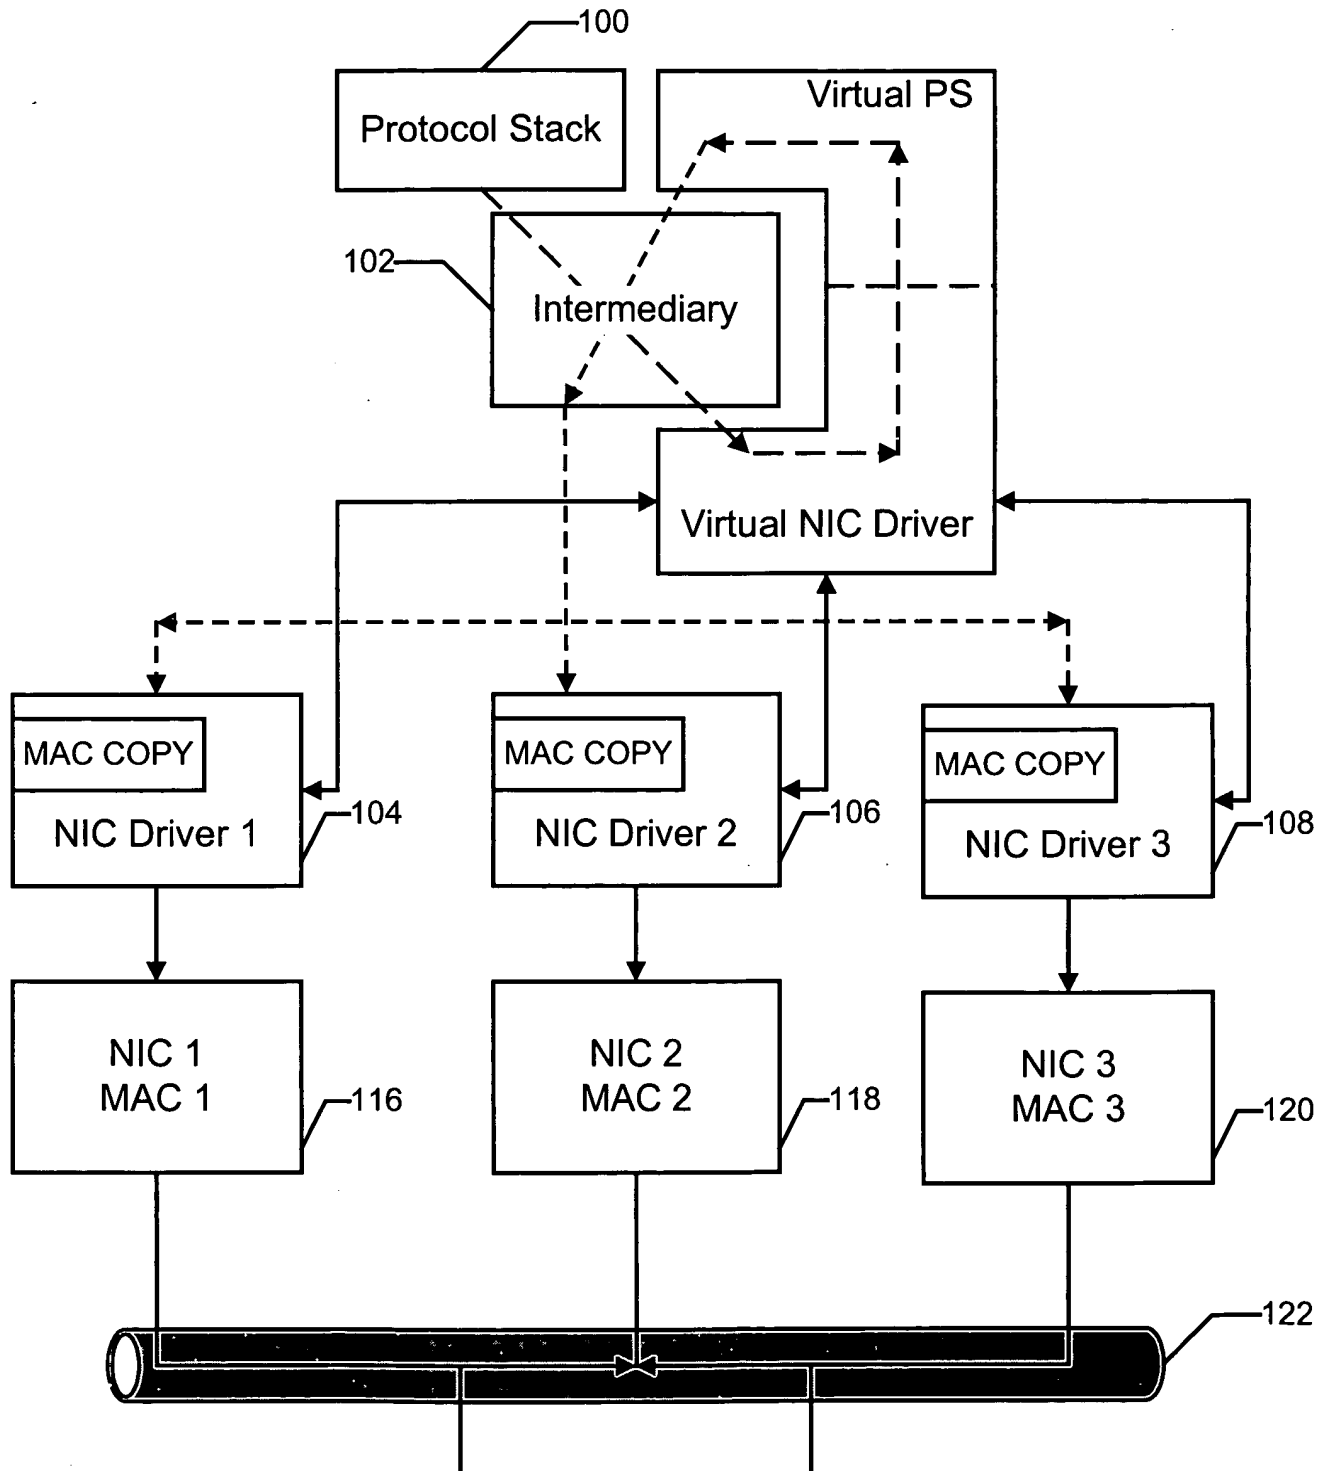 100
Virtual PS
Protocol Stack
102
Intermediary
Virtual NIC Driver
MAC COPY
MAC COPY
MAC COPY
104
106
108
NIC Driver 1
NIC Driver 2
NIC Driver 3
NIC 1
MAC 1
NIC 2
MAC 2
NIC 3
MAC 3
116
118
120
122